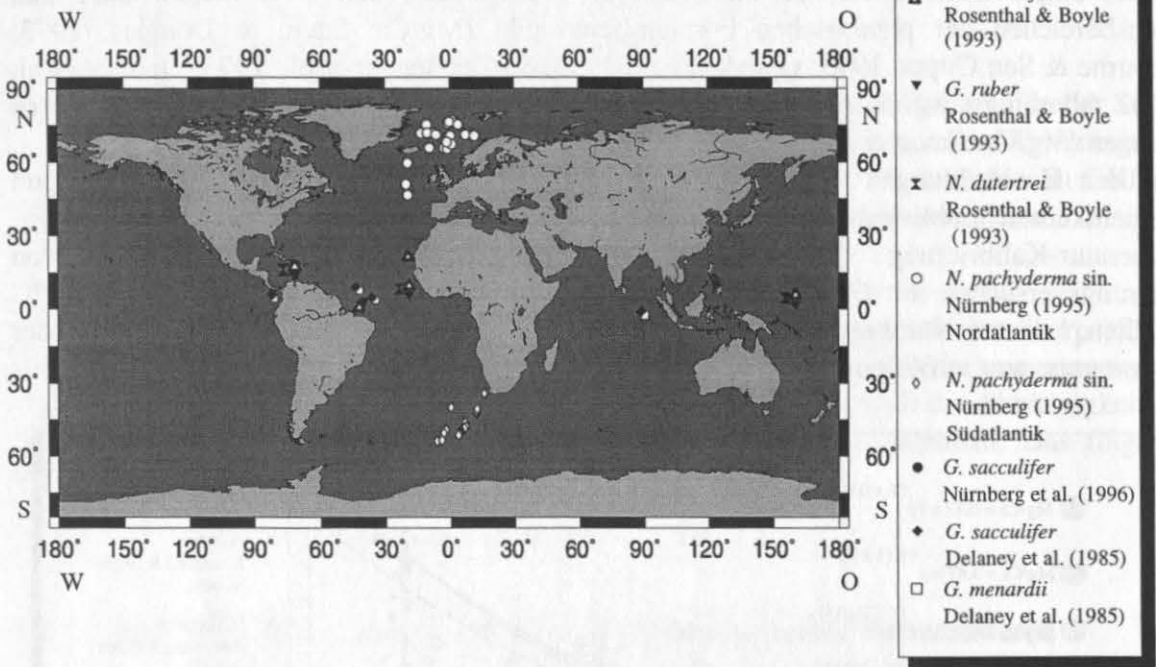 W O
180 150 120 90 60 30 0 30 60 90 120 150 180
90° 90
N N
60° 60°
30° 30°
0 0
30° 30°
60° 60°
S S
180 150 120 90 60 30 0 30 60 90 120 150 180
W O
Rosenthal & Boyle
(1993)
G. ruber
Rosenthal & Boyle
(1993)
N. dutertrei
Rosenthal & Boyle
(1993)
N. pachyderma sin.
Nürnberg (1995)
Nordatlantik
N. pachyderma sin.
Nürnberg (1995)
Südatlantik
G. sacculifer
Nürnberg et al. (1996)
G. sacculifer
Delaney et al. (1985)
G. menardii
Delaney et al. (1985)